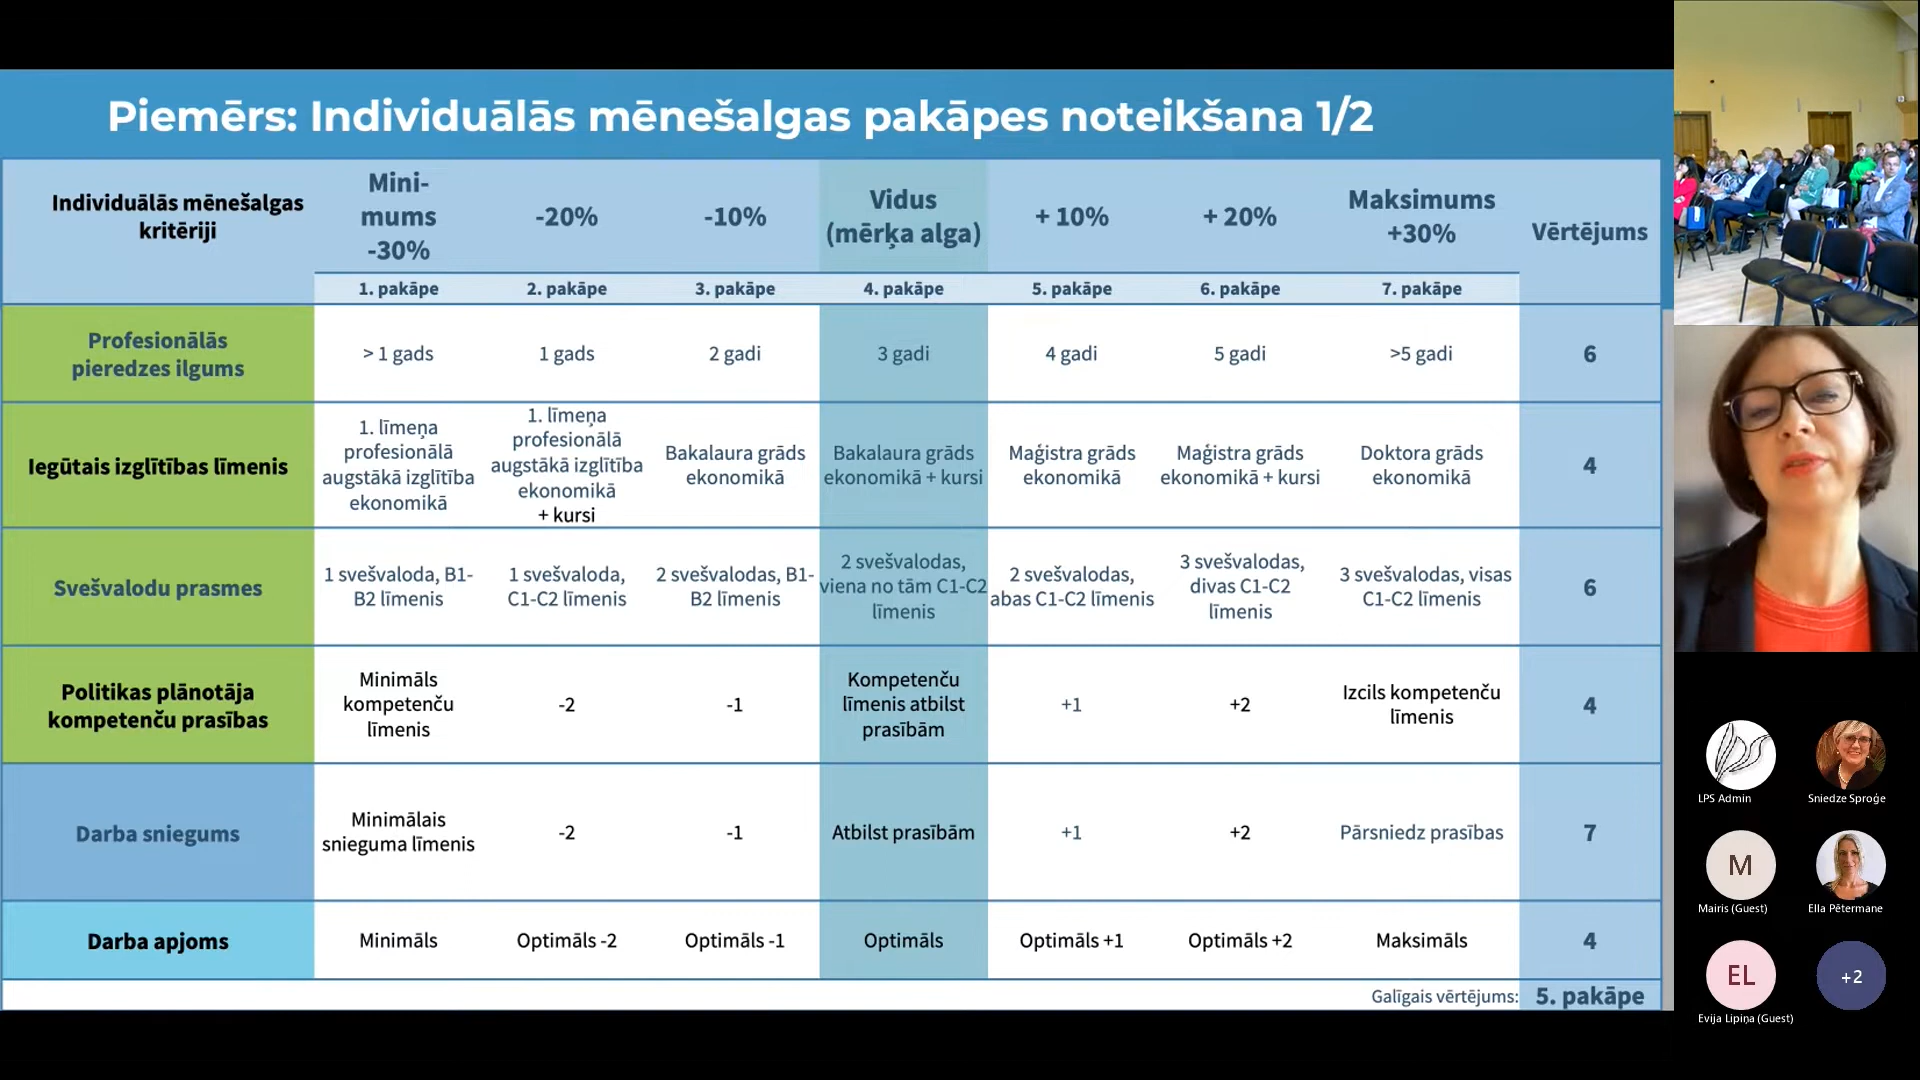 Piemērs: Individuālās mēnešalgas pakāpes noteikšana 1/2
Individuālās mēnešalgas
kritēriji
Mini-
mums
-30%
-20%
-10%
Vidus
(mērķa alga)
+ 10%
+ 20%
Maksimums
+30%
Vērtējums
1. pakāpe
2. pakāpe
3. pakāpe
4. pakāpe
5. pakāpe
6. pakāpe
7. pakāpe
Profesionālās
pieredzes ilgums
> 1 gads
1 gads
2 gadi
3 gadi
4 gadi
5 gadi
>5 gadi
6
Iegūtais izglītības līmenis
1. līmeņa
profesionālā
augstākā izglītība
ekonomikā
1. līmeņa
profesionālā
augstākā izglītība
ekonomikā
+ kursi
Bakalaura grāds
ekonomikā
Bakalaura grāds
ekonomikā + kursi
Maģistra grāds
ekonomikā
Maģistra grāds
ekonomikā + kursi
Doktora grāds
ekonomikā
4
Svešvalodu prasmes
1 svešvaloda, B1-
B2 līmenis
1 svešvaloda,
C1-C2 līmenis
2 svešvalodas, B1-
B2 līmenis
2 svešvalodas,
viena no tām C1-C2
līmenis
2 svešvalodas,
abas C1-C2 līmenis
3 svešvalodas,
divas C1-C2
līmenis
3 svešvalodas, visas
C1-C2 līmenis
6
Politikas plānotāja
kompetenču prasības
Minimāls
kompetenču
līmenis
-2
-1
Kompetenču
līmenis atbilst
prasībām
+1
+2
Izcils kompetenču
līmenis
4
Darba sniegums
Minimālais
snieguma līmenis
-2
-1
Atbilst prasībām
+1
+2
Pārsniedz prasības
7
Darba apjoms
Minimāls
Optimāls -2
Optimāls -1
Optimāls
Optimāls +1
Optimāls +2
Maksimāls
4
Galīgais vērtējums:
5. pakāpe
LPS Admin
Sniedze Sproģe
M
Mairis (Guest)
Ella Pētermane
EL
Evija Lipiņa (Guest)
+2